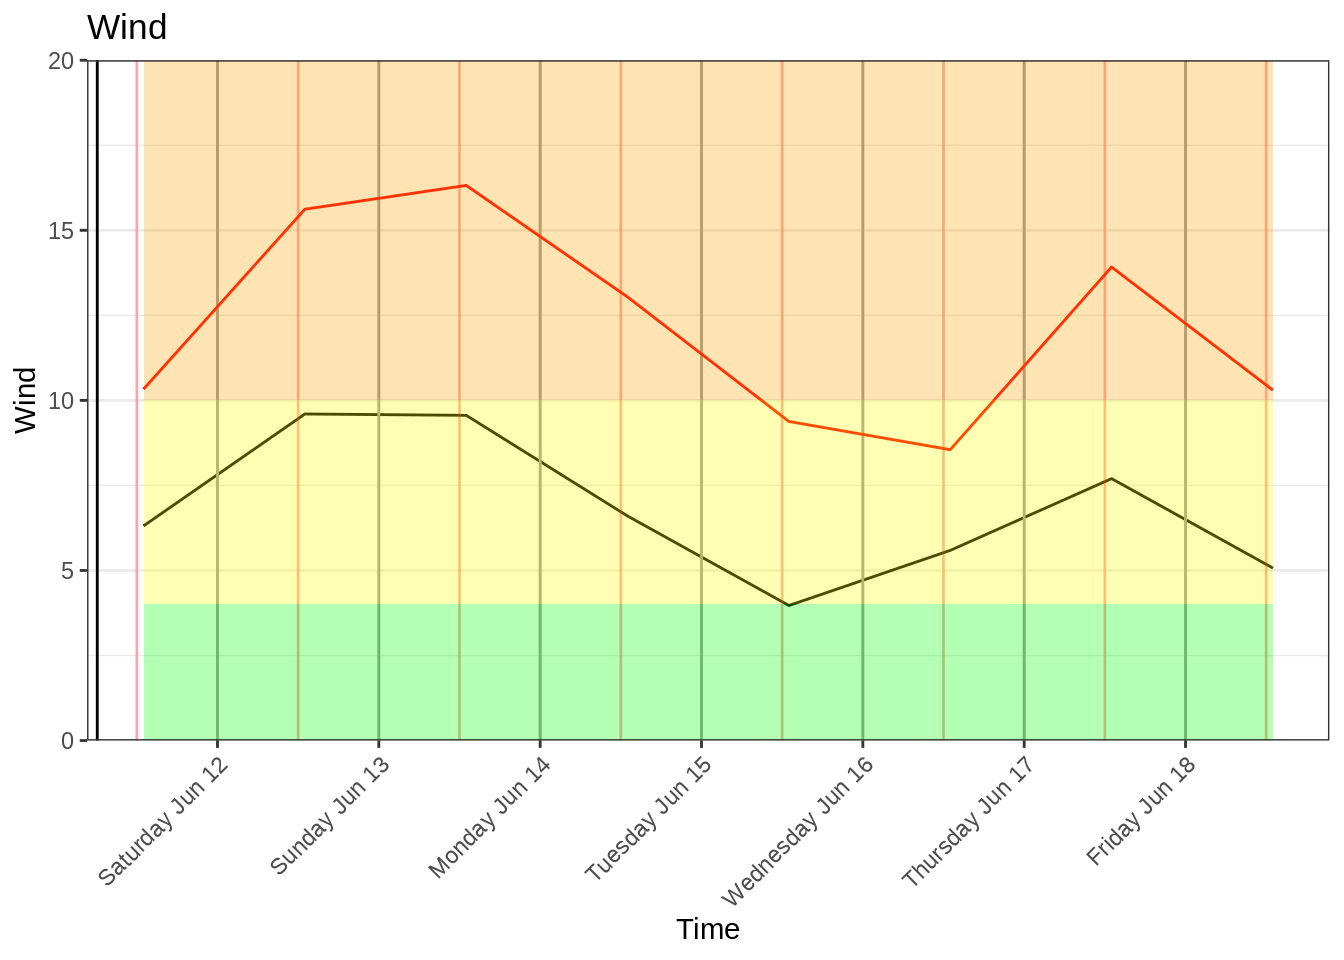 Wind
20
15
10
5
0
Wind
Saturday Jun 12
Sunday Jun 13
Monday Jun 14
Tuesday Jun 15
Wednesday Jun 16
Thursday Jun 17
Friday Jun 18
Time